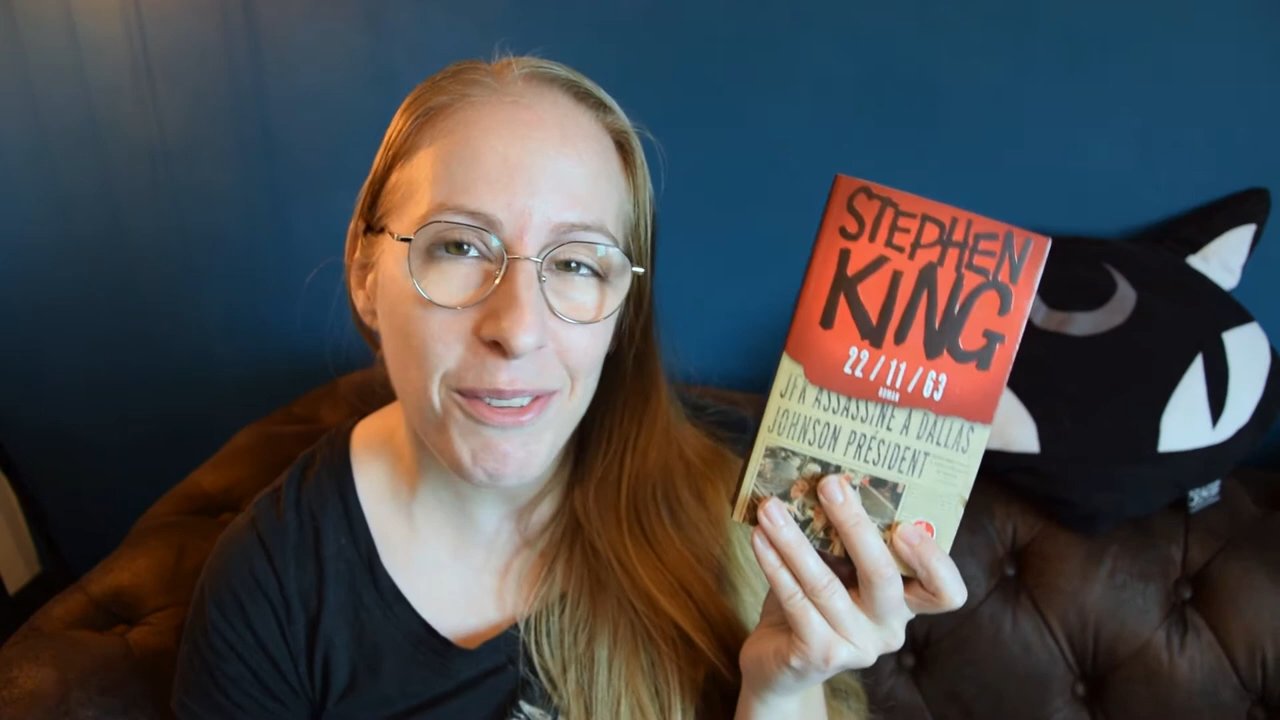 STEPHEN
KING
22/11/63
ROMAN
JFK ASSASSINÉ À DALLAS
JOHNSON PRÉSIDENT